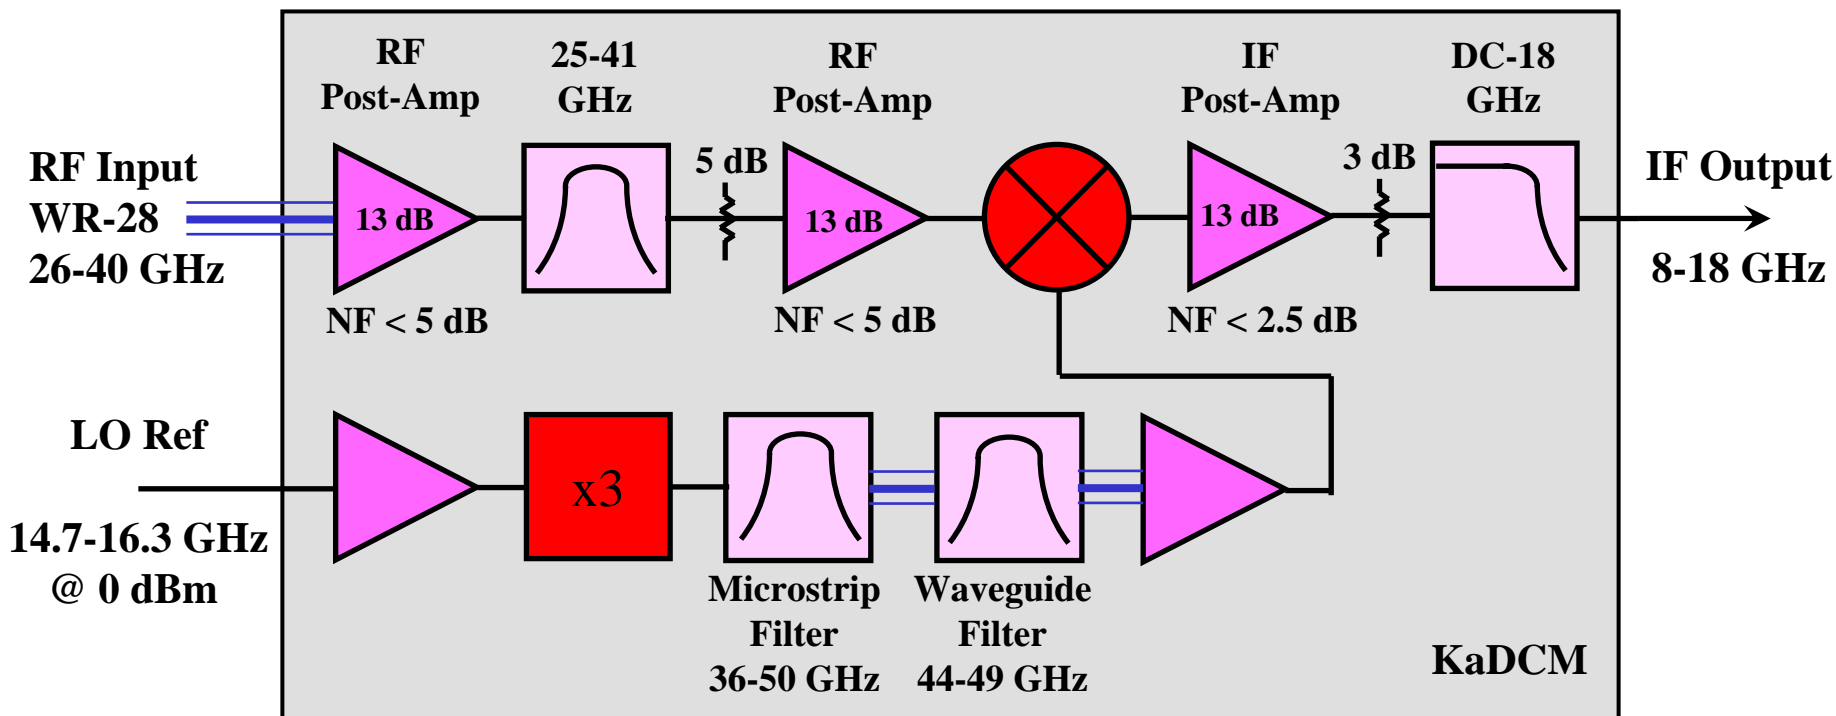 RF
Post-Amp
25-41
GHz
RF
Post-Amp
IF
Post-Amp
DC-18
GHz
RF Input
WR-28
26-40 GHz
13 dB
5 dB
13 dB
13 dB
3 dB
IF Output
8-18 GHz
NF < 5 dB
NF < 5 dB
NF < 2.5 dB
LO Ref
14.7-16.3 GHz
@ 0 dBm
x3
Microstrip
Filter
36-50 GHz
Waveguide
Filter
44-49 GHz
KaDCM